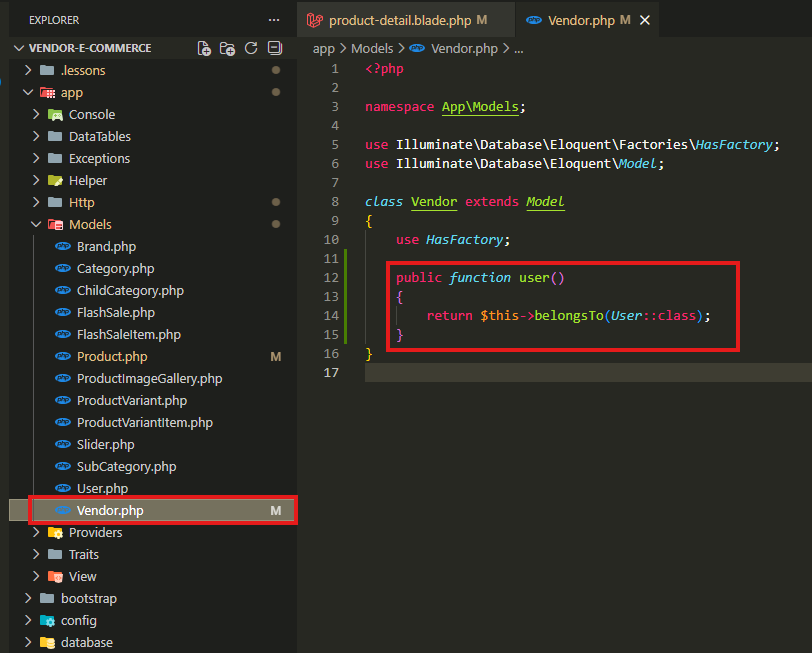 EXPLORER
VENDOR-E-COMMERCE
.lessons
app
Console
DataTables
Exceptions
Helper
Http
Models
Brand.php
Category.php
ChildCategory.php
FlashSale.php
FlashSaleItem.php
Product.php M
ProductImageGallery.php
ProductVariant.php
ProductVariantItem.php
Slider.php
SubCategory.php
User.php
Vendor.php M
Providers
Traits
View
bootstrap
config
database
product-detail.blade.php M
Vendor.php M
app > Models > Vendor.php > ...
1 <?php
2
3 namespace App\Models;
4
5 use Illuminate\Database\Eloquent\Factories\HasFactory;
6 use Illuminate\Database\Eloquent\Model;
7
8 class Vendor extends Model
9 {
10 use HasFactory;
11
12 public function user()
13 {
14 return $this->belongsTo(User::class);
15 }
16 }
17